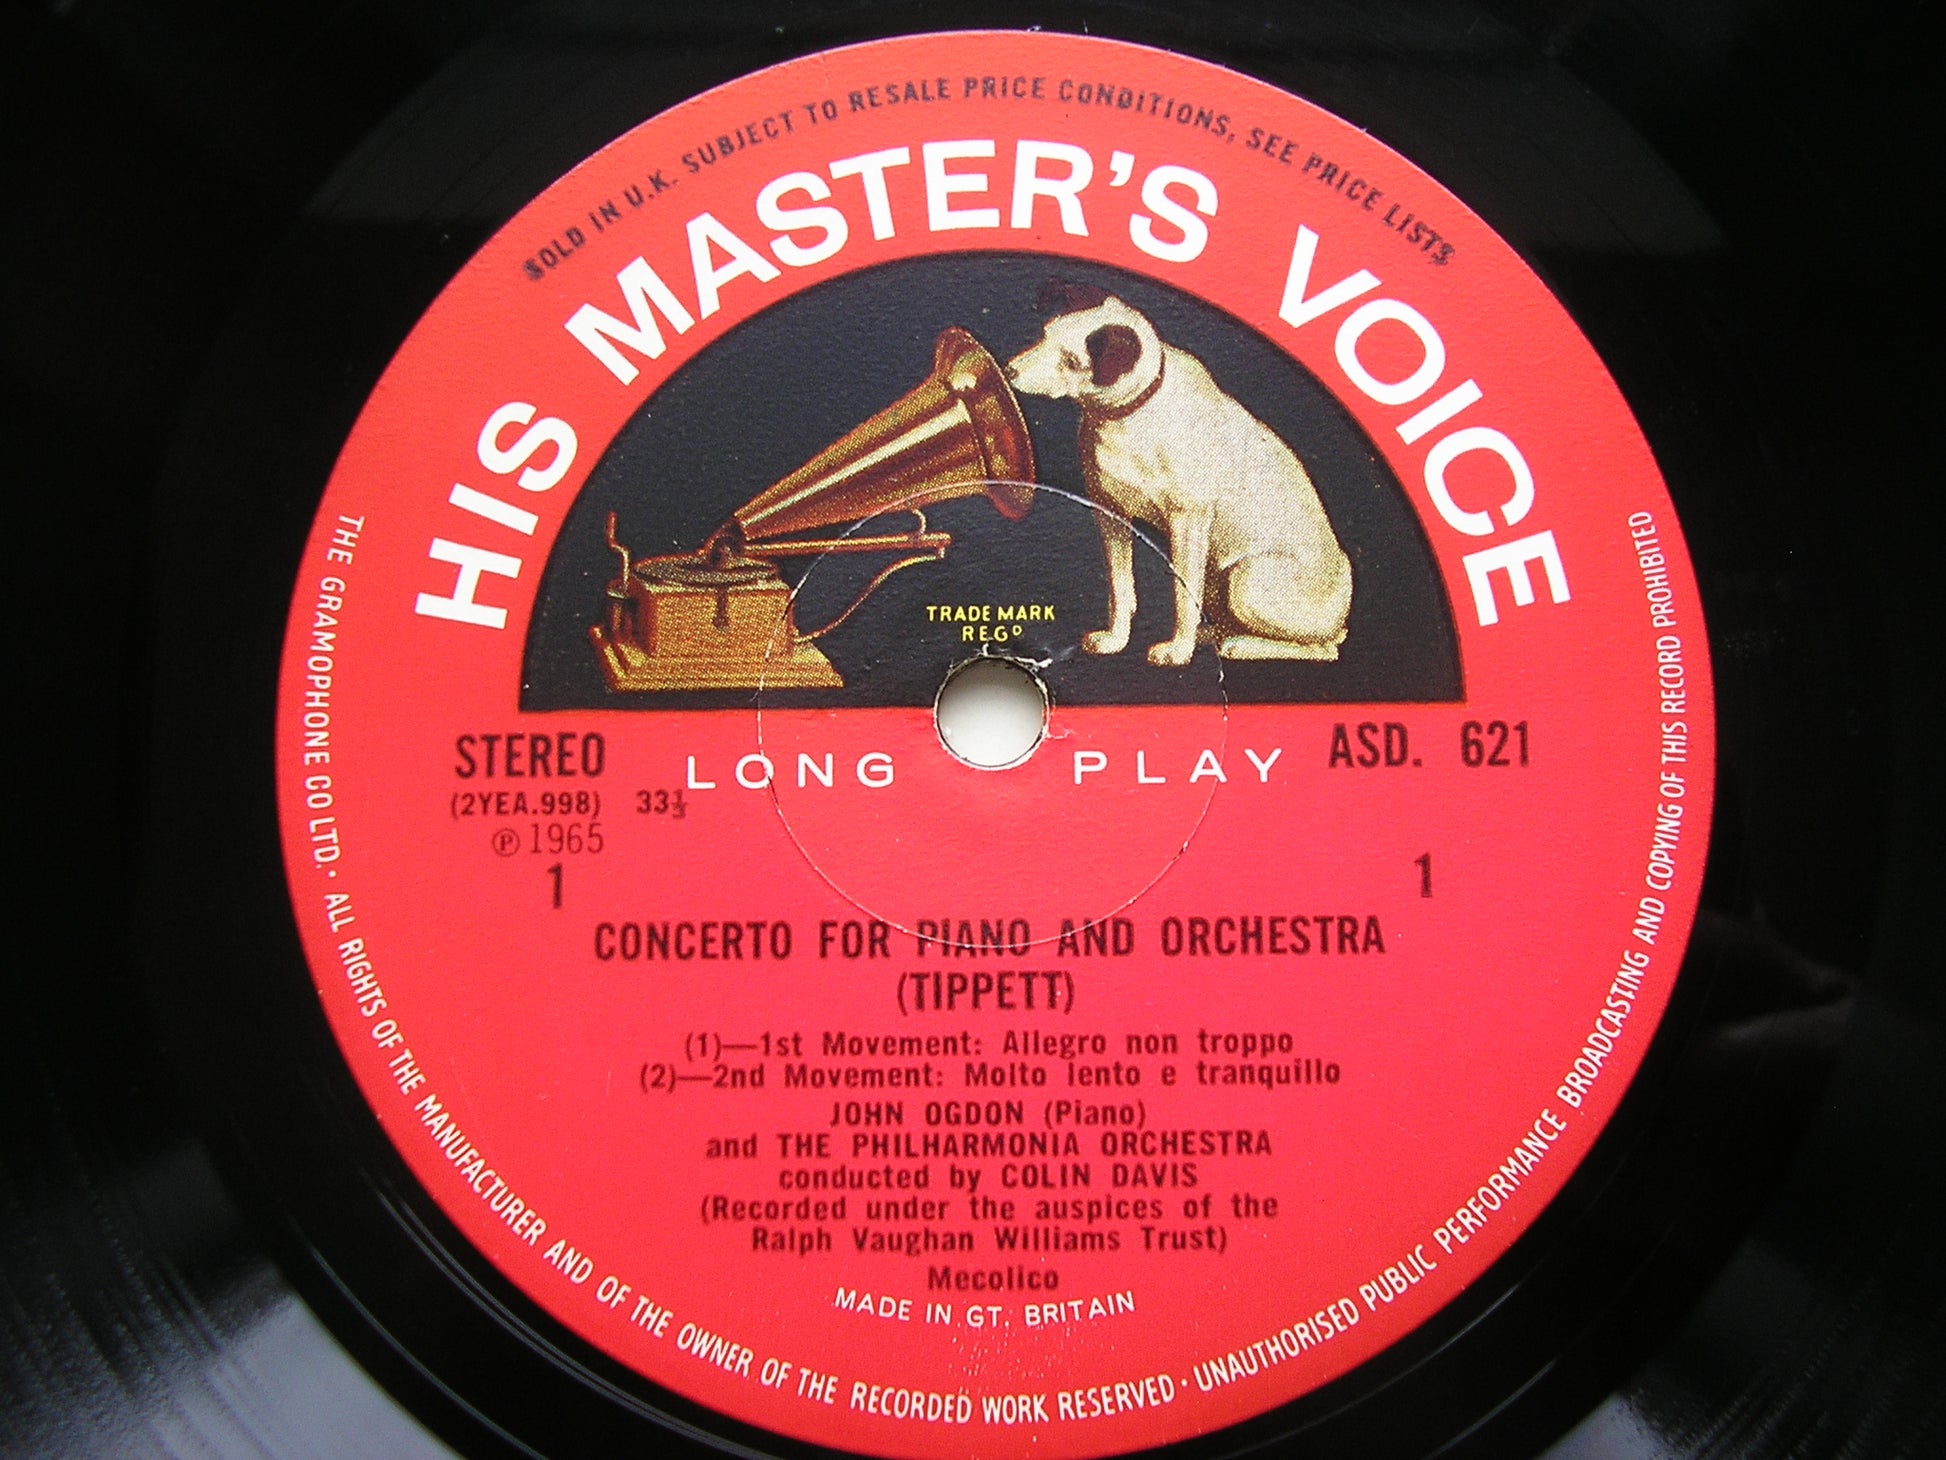 SOLD IN U.K. SUBJECT TO RESALE PRICE CONDITIONS, SEE PRICE LISTS
HIS MASTER'S VOICE
TRADE MARK
REGD
STEREO
LONG PLAY
ASD. 621
(2YEA.998) 33⅓
℗ 1965
1
1
CONCERTO FOR PIANO AND ORCHESTRA
(TIPPETT)
(1)—1st Movement: Allegro non troppo
(2)—2nd Movement: Molto lento e tranquillo
JOHN OGDON (Piano)
and THE PHILHARMONIA ORCHESTRA
conducted by COLIN DAVIS
(Recorded under the auspices of the
Ralph Vaughan Williams Trust)
Mecolico
MADE IN GT. BRITAIN
THE GRAMOPHONE CO LTD. · ALL RIGHTS OF THE MANUFACTURER AND OF THE OWNER OF THE RECORDED WORK RESERVED · UNAUTHORISED PUBLIC PERFORMANCE BROADCASTING AND COPYING OF THIS RECORD PROHIBITED